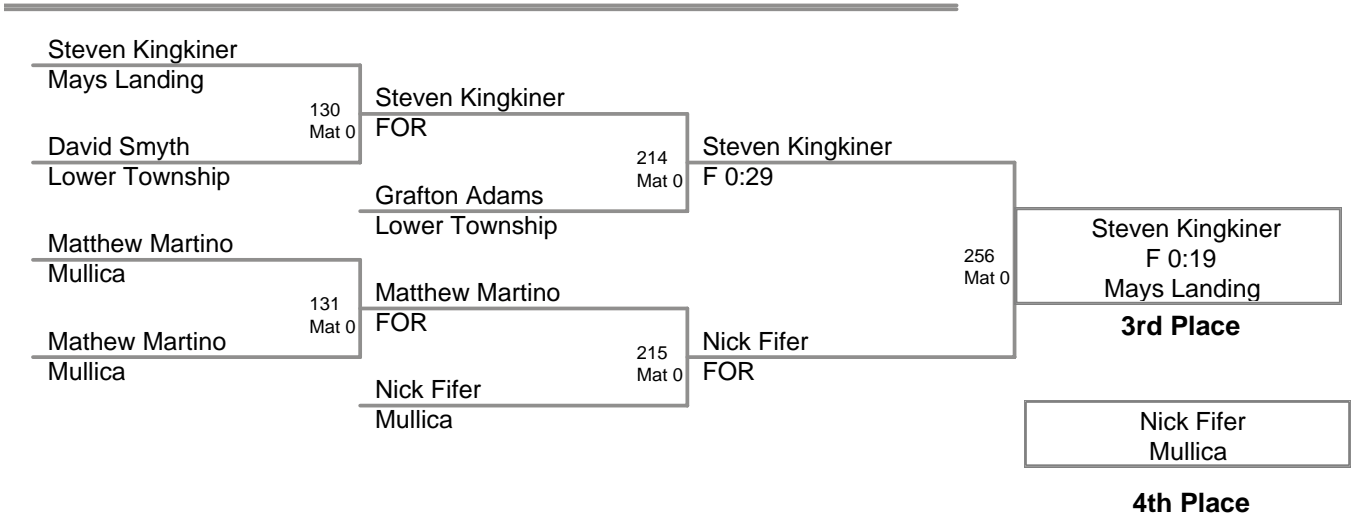 Steven Kingkiner
Mays Landing
130
Mat 0
David Smyth
Lower Township
Steven Kingkiner
FOR
214
Mat 0
Grafton Adams
Lower Township
Steven Kingkiner
F 0:29
Matthew Martino
Mullica
131
Mat 0
Mathew Martino
Mullica
Matthew Martino
FOR
215
Mat 0
Nick Fifer
Mullica
Nick Fifer
FOR
256
Mat 0
Steven Kingkiner
F 0:19
Mays Landing
3rd Place
Nick Fifer
Mullica
4th Place